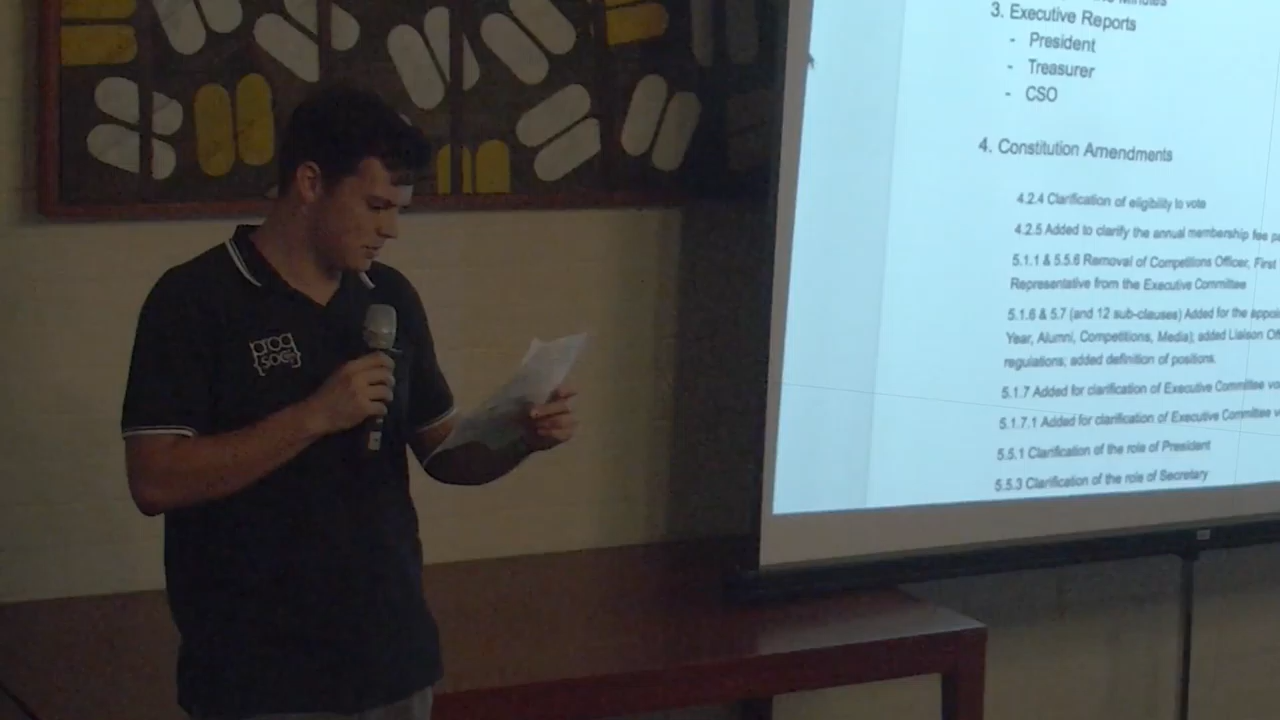 Minutes
3. Executive Reports
- President
- Treasurer
- CSO
4. Constitution Amendments
4.2.4 Clarification of eligibility to vote
4.2.5 Added to clarify the annual membership fee
5.1.1 & 5.5.6 Removal of Competitions Officer, First
Representative from the Executive Committee
5.1.6 & 5.7 (and 12 sub-clauses) Added for the
Year, Alumni, Competitions, Media); added Liaison
regulations; added definition of positions.
5.1.7 Added for clarification of Executive Committee
5.1.7.1 Added for clarification of Executive Committee
5.5.1 Clarification of the role of President
5.5.3 Clarification of the role of Secretary
prog
soc